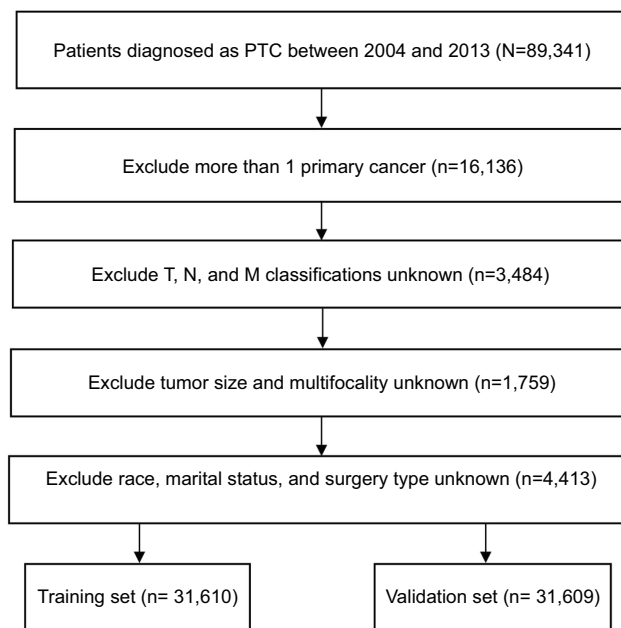 Patients diagnosed as PTC between 2004 and 2013 (N=89,341)
Exclude more than 1 primary cancer (n=16,136)
Exclude T, N, and M classifications unknown (n=3,484)
Exclude tumor size and multifocality unknown (n=1,759)
Exclude race, marital status, and surgery type unknown (n=4,413)
Training set (n= 31,610)
Validation set (n= 31,609)